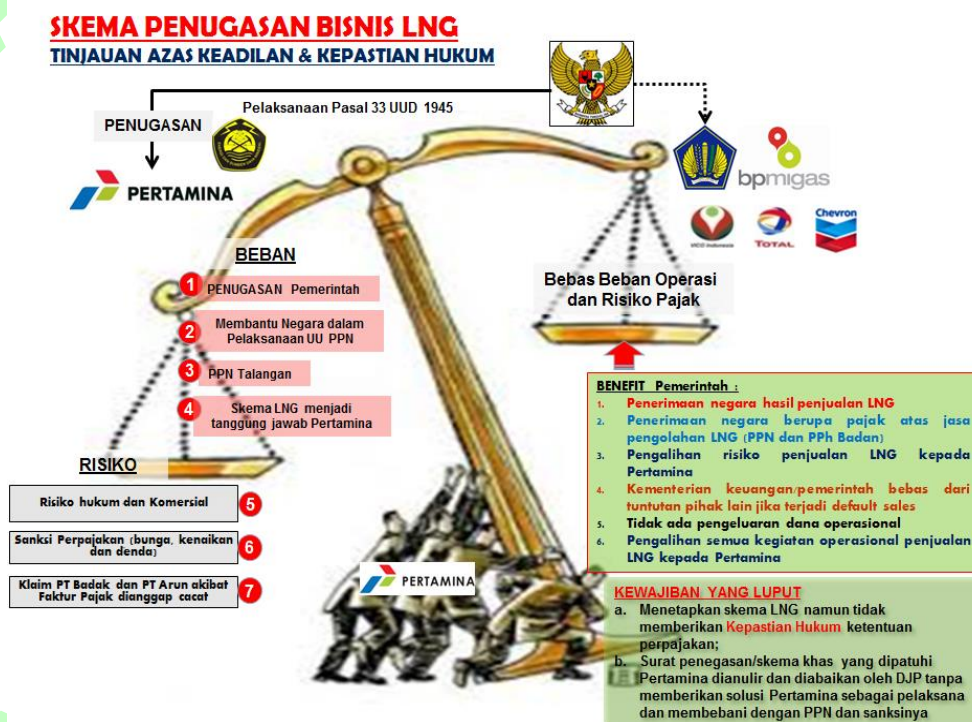 SKEMA PENUGASAN BISNIS LNG
TINJAUAN AZAS KEADILAN & KEPASTIAN HUKUM
Pelaksanaan Pasal 33 UUD 1945
PENUGASAN
PERTAMINA
bpmigas
VICO Indonesia
TOTAL
Chevron
BEBAN
1 PENUGASAN Pemerintah
2 Membantu Negara dalam
Pelaksanaan UU PPN
3 PPN Talangan
4 Skema LNG menjadi
tanggung jawab Pertamina
RISIKO
Risiko hukum dan Komersial 5
Sanksi Perpajakan (bunga, kenaikan
dan denda) 6
Klaim PT Badak dan PT Arun akibat
Faktur Pajak dianggap cacat 7
PERTAMINA
Bebas Beban Operasi
dan Risiko Pajak
BENEFIT Pemerintah :
1. Penerimaan negara hasil penjualan LNG
2. Penerimaan negara berupa pajak atas jasa
pengolahan LNG (PPN dan PPh Badan)
3. Pengalihan risiko penjualan LNG kepada
Pertamina
4. Kementerian keuangan/pemerintah bebas dari
tuntutan pihak lain jika terjadi default sales
5. Tidak ada pengeluaran dana operasional
6. Pengalihan semua kegiatan operasional penjualan
LNG kepada Pertamina
KEWAJIBAN YANG LUPUT
a. Menetapkan skema LNG namun tidak
memberikan Kepastian Hukum ketentuan
perpajakan;
b. Surat penegasan/skema khas yang dipatuhi
Pertamina dianulir dan diabaikan oleh DJP tanpa
memberikan solusi Pertamina sebagai pelaksana
dan membebani dengan PPN dan sanksinya